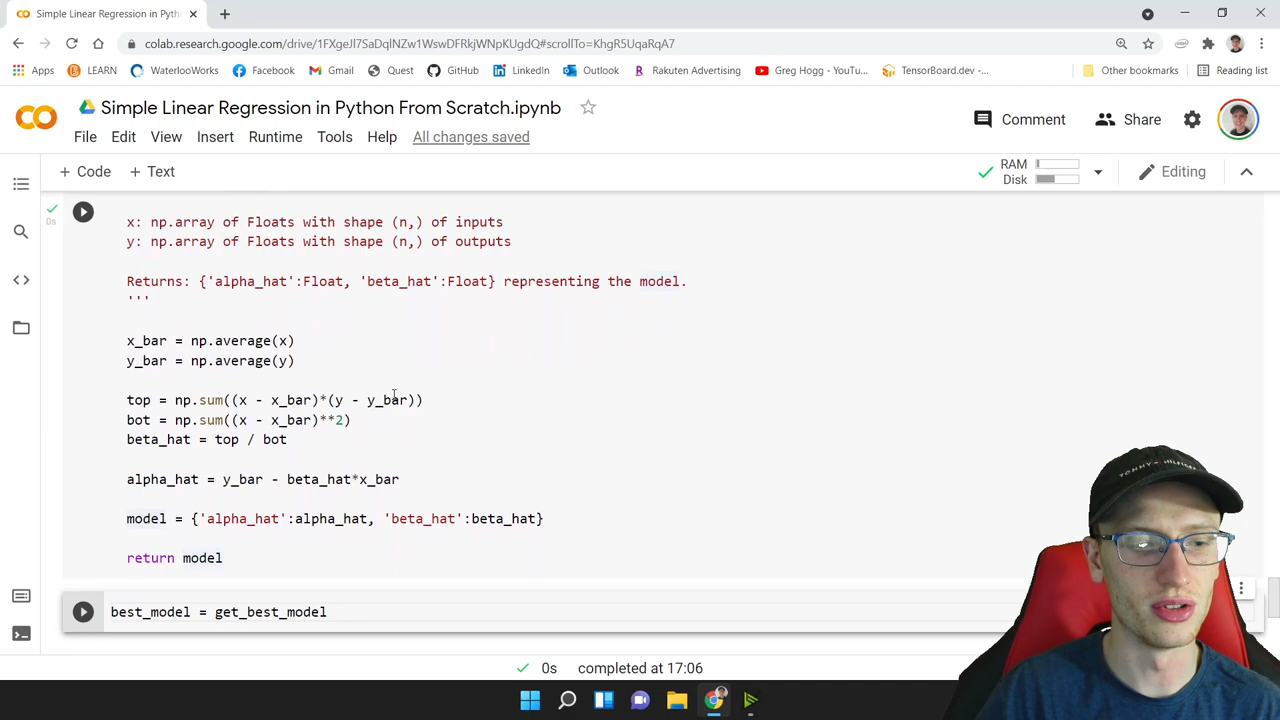 Simple Linear Regression in Pyth
colab.research.google.com/drive/1FXgeJl7SaDqlNZw1WswDFRkjWNpKUgdQ#scrollTo=KhgR5UqaRqA7
Apps LEARN WaterlooWorks Facebook Gmail Quest GitHub LinkedIn Outlook Rakuten Advertising Greg Hogg - YouTu... TensorBoard.dev -... Other bookmarks Reading list
Simple Linear Regression in Python From Scratch.ipynb
Comment Share
File Edit View Insert Runtime Tools Help All changes saved
+ Code + Text RAM Disk Editing
0s
x: np.array of Floats with shape (n,) of inputs
y: np.array of Floats with shape (n,) of outputs
Returns: {'alpha_hat':Float, 'beta_hat':Float} representing the model.
'''
x_bar = np.average(x)
y_bar = np.average(y)
top = np.sum((x - x_bar)*(y - y_bar))
bot = np.sum((x - x_bar)**2)
beta_hat = top / bot
alpha_hat = y_bar - beta_hat*x_bar
model = {'alpha_hat':alpha_hat, 'beta_hat':beta_hat}
return model
best_model = get_best_model
0s completed at 17:06
TOMMY HILFIGER